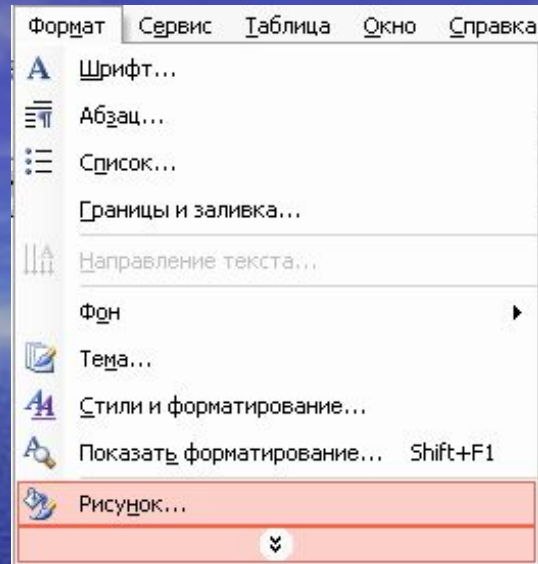 Формат Сервис Таблица Окно Справка
Шрифт...
Абзац...
Список...
Границы и заливка...
Направление текста...
Фон
Тема...
Стили и форматирование...
Показать форматирование... Shift+F1
Рисунок...